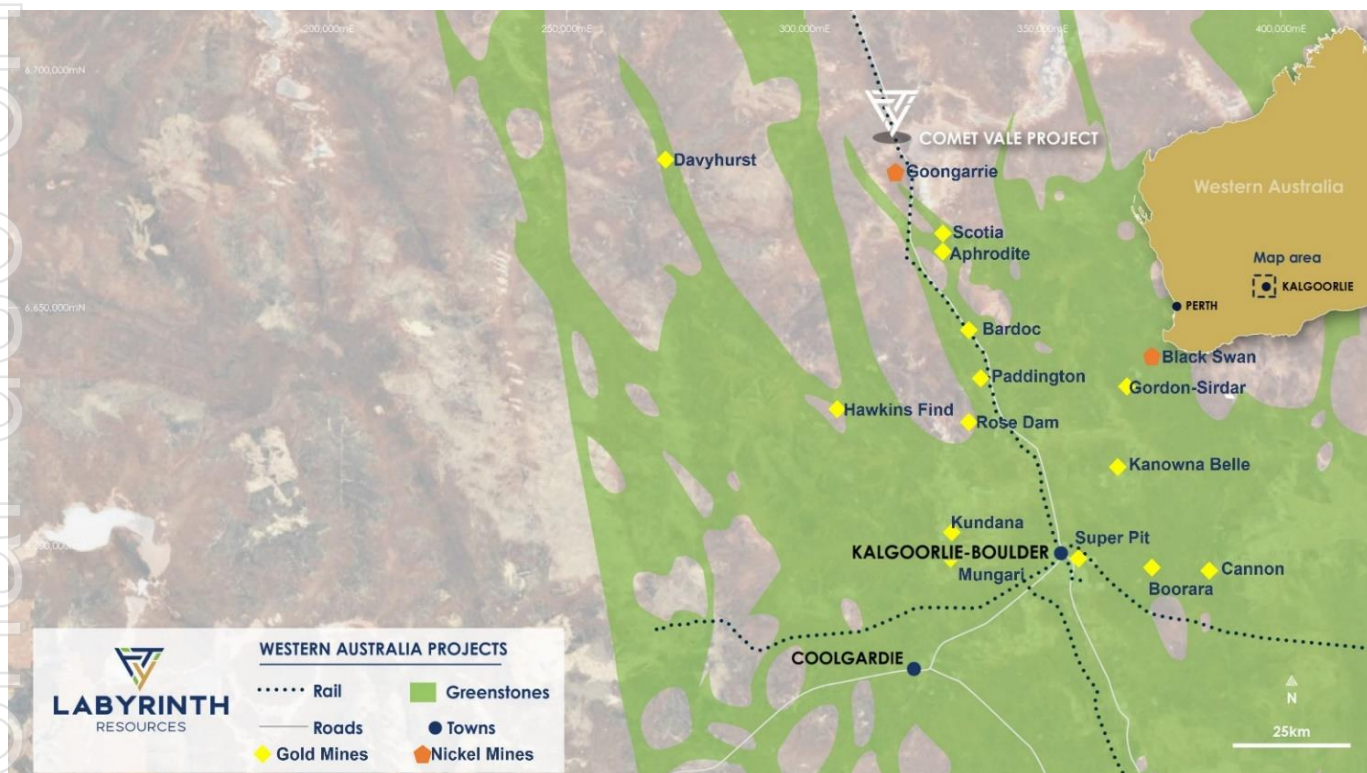 200,000mE
250,000mE
300,000mE
350,000mE
400,000mE
6,700,000mN
COMET VALE PROJECT
Davyhurst
Goongarrie
Western Australia
Scotia
Aphrodite
Map area
KALGOORLIE
PERTH
6,650,000mN
Bardoc
Black Swan
Paddington
Gordon-Sirdar
Hawkins Find
Rose Dam
Kanowna Belle
Kundana
Super Pit
KALGOORLIE-BOULDER
Mungari
Cannon
Boorara
COOLGARDIE
WESTERN AUSTRALIA PROJECTS
Rail
Greenstones
Roads
Towns
Gold Mines
Nickel Mines
LABYRINTH
RESOURCES
N
25km